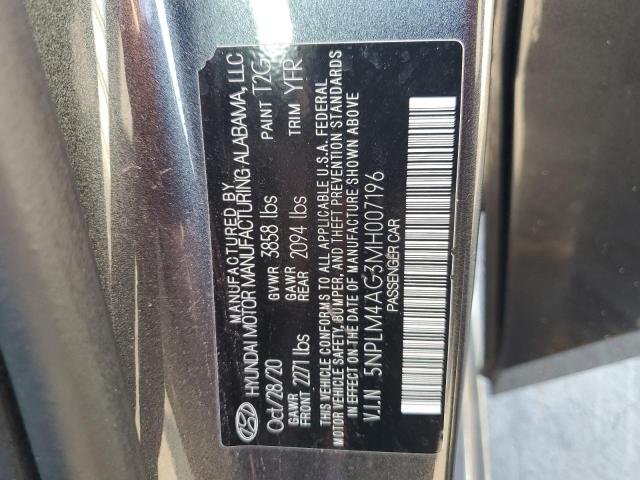 MANUFACTURED BY
HYUNDAI MOTOR MANUFACTURING ALABAMA, LLC
Oct/28/20 GVWR 3858 lbs PAINT T2G
GAWR FRONT 2271 lbs GAWR REAR 2094 lbs TRIM YFR
THIS VEHICLE CONFORMS TO ALL APPLICABLE U.S.A. FEDERAL
MOTOR VEHICLE SAFETY, BUMPER, AND THEFT PREVENTION STANDARDS
IN EFFECT ON THE DATE OF MANUFACTURE SHOWN ABOVE
V.I.N 5NPLM4AG3MH007196
PASSENGER CAR